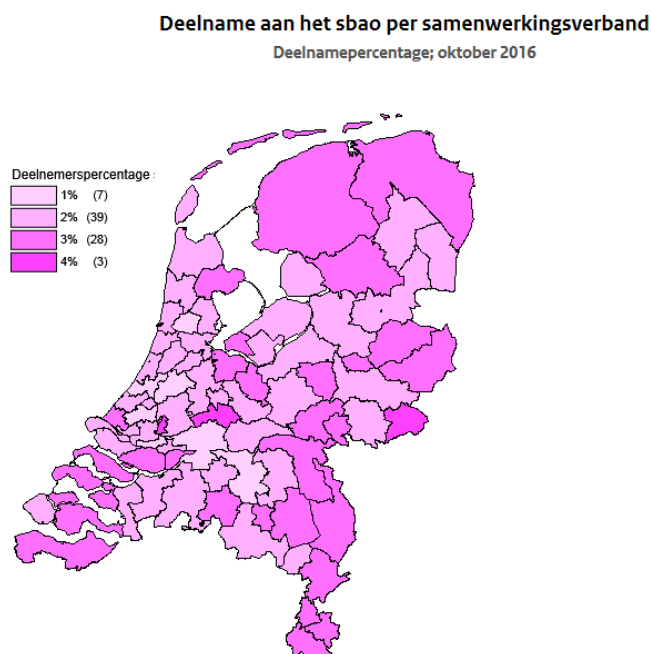 Deelname aan het sbao per samenwerkingsverband
Deelnamepercentage; oktober 2016
Deelnemerspercentage :
1% (7)
2% (39)
3% (28)
4% (3)